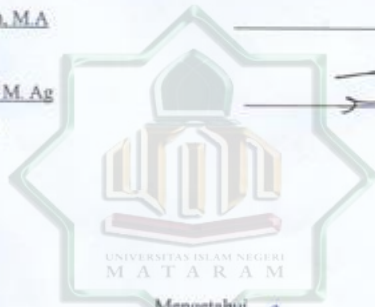 , M.A
M. Ag
UNIVERSITAS ISLAM NEGERI
MATARAM
Mengetahui